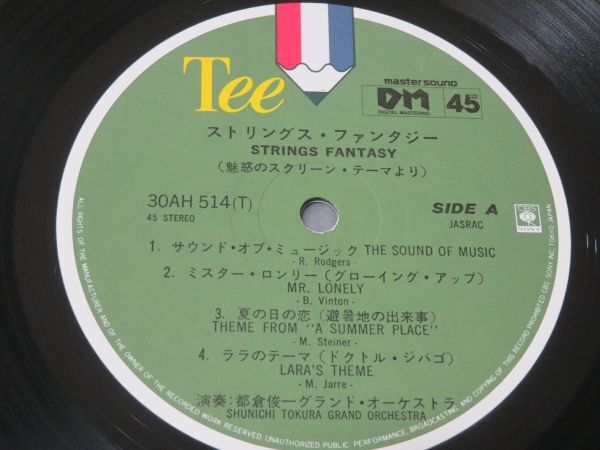 Tee
mastersound
DM
DIGITAL MASTERING
45
ストリングス・ファンタジー
STRINGS FANTASY
(魅惑のスクリーン・テーマより)
30AH 514(T)
45 STEREO
SIDE A
JASRAC
CBS
SONY
1. サウンド・オブ・ミュージック THE SOUND OF MUSIC
- R. Rodgers -
2. ミスター・ロンリー(グローイング・アップ)
MR. LONELY
- B. Vinton -
3. 夏の日の恋(避暑地の出来事)
THEME FROM "A SUMMER PLACE"
- M. Steiner -
4. ララのテーマ(ドクトル・ジバゴ)
LARA'S THEME
- M. Jarre -
演奏:都倉俊一グランド・オーケストラ
SHUNICHI TOKURA GRAND ORCHESTRA
ALL RIGHTS OF THE MANUFACTURER AND OF THE OWNER OF THE RECORDED WORK RESERVED. UNAUTHORIZED PUBLIC PERFORMANCE, BROADCASTING AND COPYING OF THIS RECORD PROHIBITED CBS/SONY INC. TOKYO JAPAN